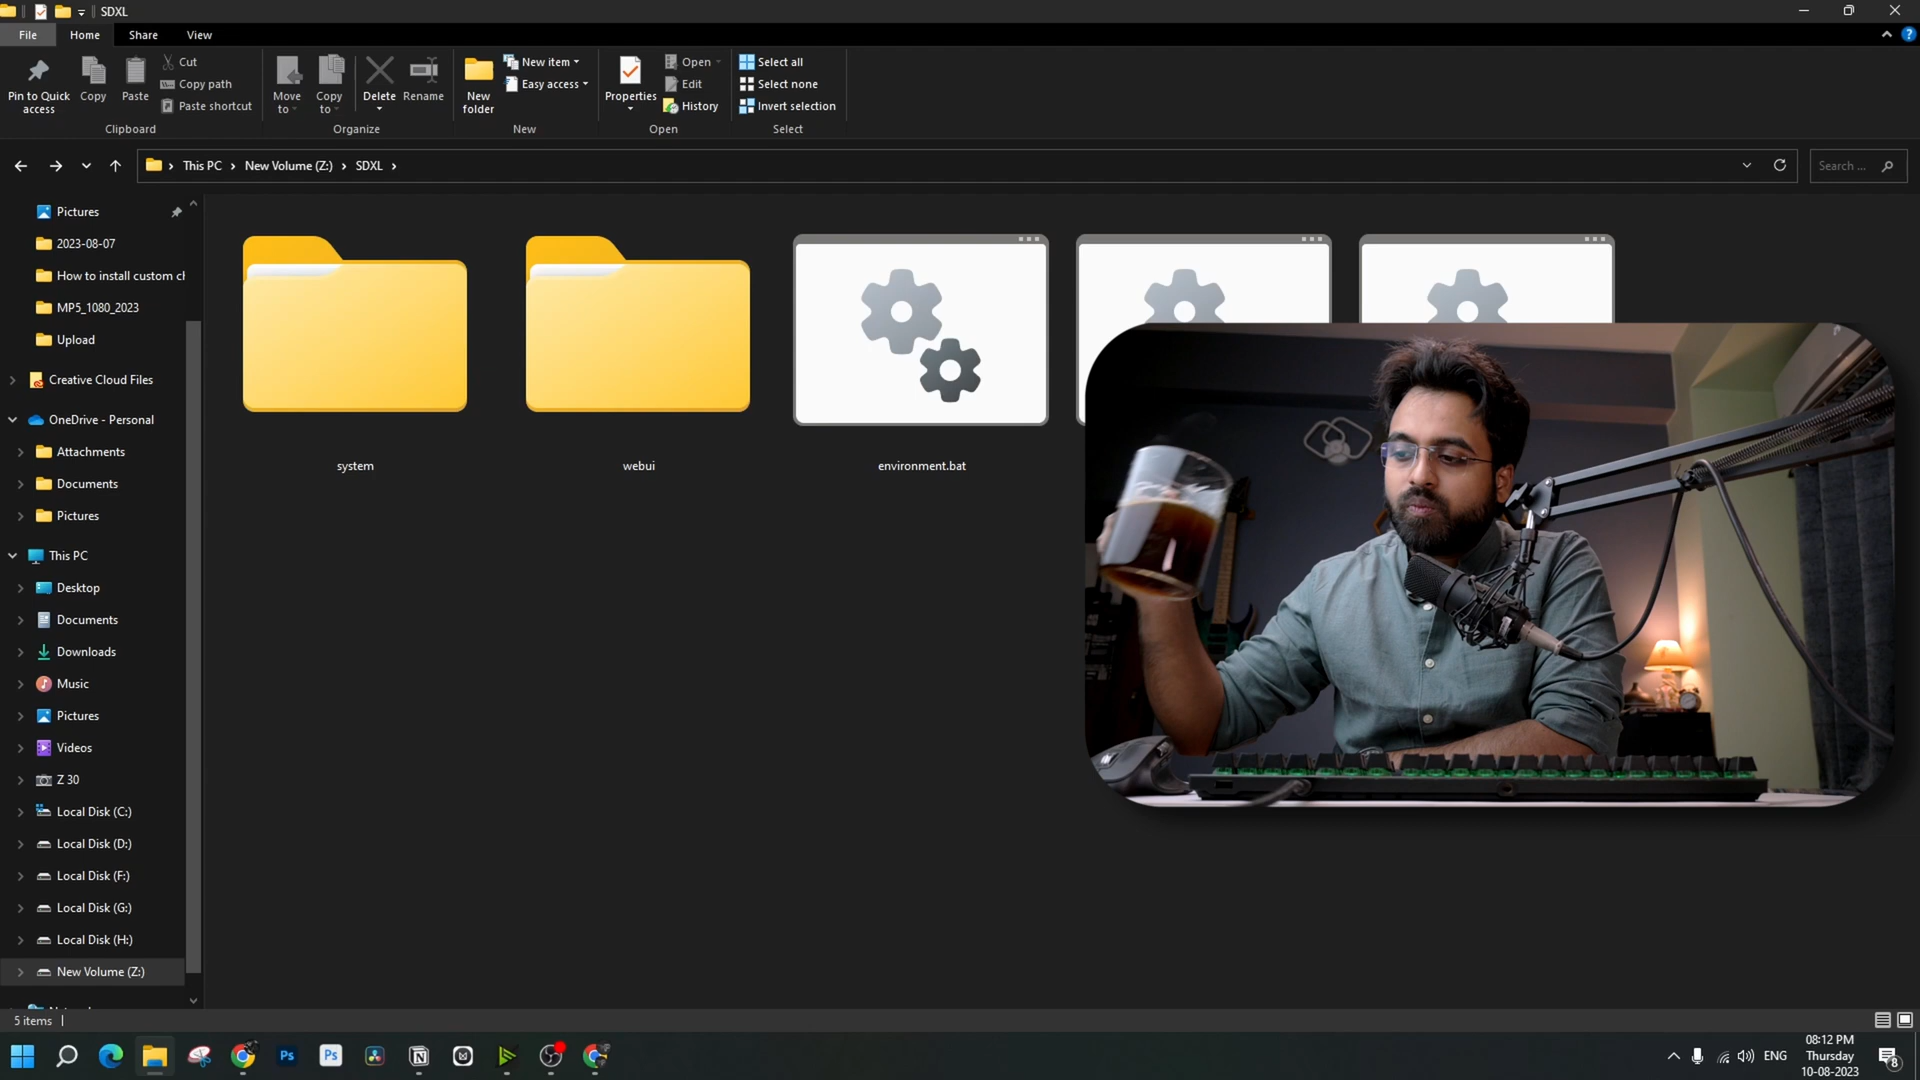 SDXL
File Home Share View
Pin to Quick access
Copy
Paste
Cut
Copy path
Paste shortcut
Clipboard
Move to
Copy to
Delete
Rename
Organize
New folder
New item
Easy access
New
Properties
Open
Edit
History
Open
Select all
Select none
Invert selection
Select
This PC > New Volume (Z:) > SDXL >
Search ...
Pictures
2023-08-07
How to install custom cl
MP5_1080_2023
Upload
Creative Cloud Files
OneDrive - Personal
Attachments
Documents
Pictures
This PC
Desktop
Documents
Downloads
Music
Pictures
Videos
Z 30
Local Disk (C:)
Local Disk (D:)
Local Disk (F:)
Local Disk (G:)
Local Disk (H:)
New Volume (Z:)
system
webui
environment.bat
5 items
Ps
Ps
ENG
08:12 PM
Thursday
10-08-2023
8